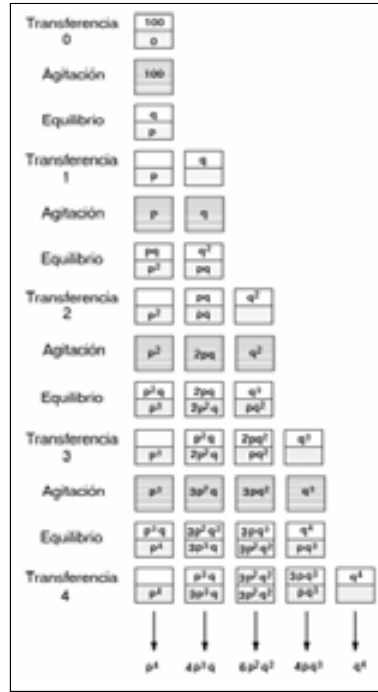 Transferencia 0
100
0
Agitación
100
Equilibrio
q
p
Transferencia 1
q
p
Agitación
p q
Equilibrio
pq q²
p² pq
Transferencia 2
pq q²
p² pq
Agitación
p² 2pq q²
Equilibrio
p²q 2pq q³
p³ 2p²q pq²
Transferencia 3
p²q 2pq² q³
p³ 2p²q pq²
Agitación
p³ 3p²q 3pq² q³
Equilibrio
p³q 3p²q² 3pq³ q⁴
p⁴ 3p³q 3p²q² pq³
Transferencia 4
p³q 3p²q² 3pq³ q⁴
p⁴ 3p³q 3p²q² pq³
p⁴ 4p³q 6p²q² 4pq³ q⁴